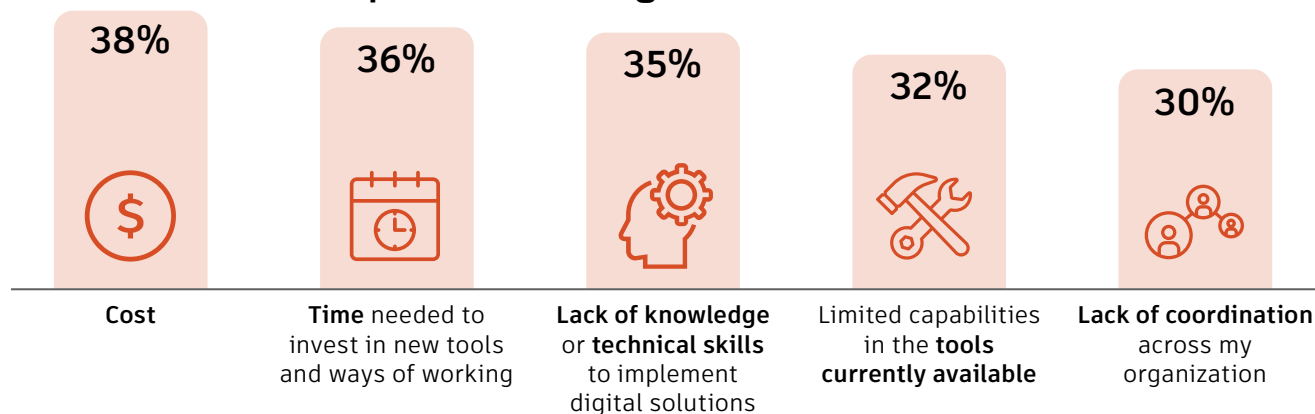 38%
36%
35%
32%
30%
$
Cost
Time needed to
invest in new tools
and ways of working
Lack of knowledge
or technical skills
to implement
digital solutions
Limited capabilities
in the tools
currently available
Lack of coordination
across my
organization